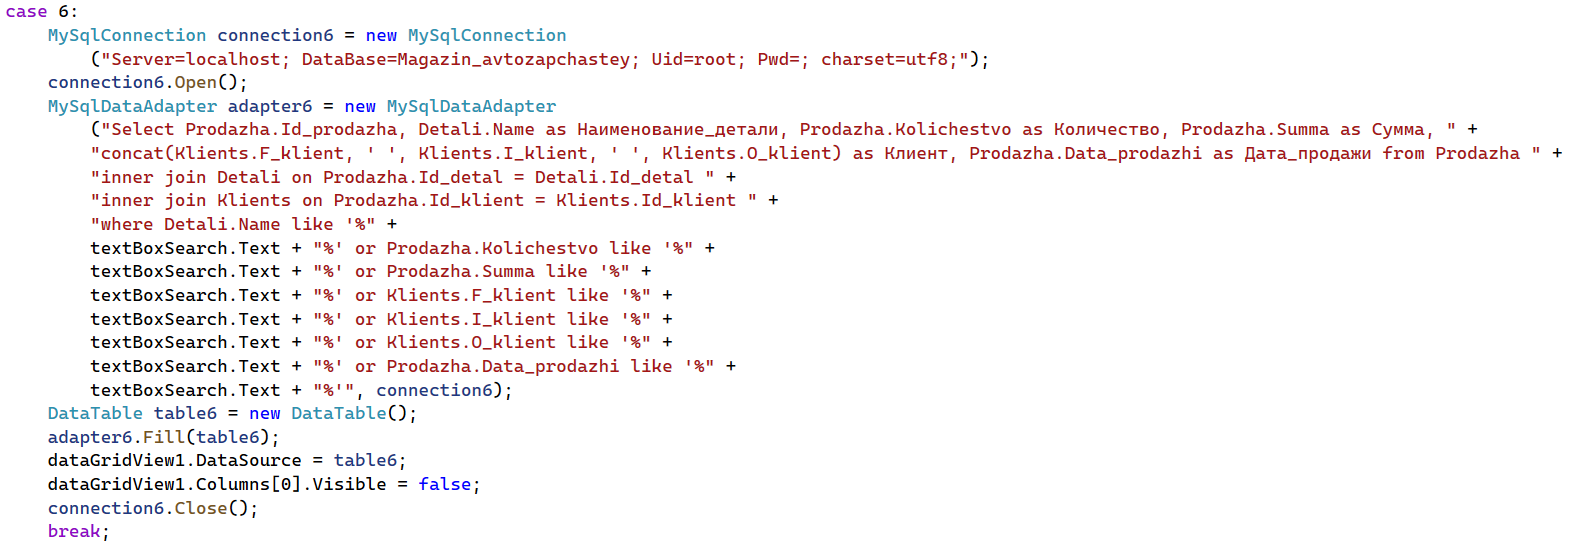 case 6:
MySqlConnection connection6 = new MySqlConnection
("Server=localhost; DataBase=Magazin_avtozapchastey; Uid=root; Pwd=; charset=utf8;");
connection6.Open();
MySqlDataAdapter adapter6 = new MySqlDataAdapter
("Select Prodazha.Id_prodazha, Detali.Name as Наименование_детали, Prodazha.Kolichestvo as Количество, Prodazha.Summa as Сумма, " +
"concat(Klients.F_klient, ' ', Klients.I_klient, ' ', Klients.O_klient) as Клиент, Prodazha.Data_prodazhi as Дата_продажи from Prodazha " +
"inner join Detali on Prodazha.Id_detal = Detali.Id_detal " +
"inner join Klients on Prodazha.Id_klient = Klients.Id_klient " +
"where Detali.Name like '%" +
textBoxSearch.Text + "%' or Prodazha.Kolichestvo like '%" +
textBoxSearch.Text + "%' or Prodazha.Summa like '%" +
textBoxSearch.Text + "%' or Klients.F_klient like '%" +
textBoxSearch.Text + "%' or Klients.I_klient like '%" +
textBoxSearch.Text + "%' or Klients.O_klient like '%" +
textBoxSearch.Text + "%' or Prodazha.Data_prodazhi like '%" +
textBoxSearch.Text + "%'", connection6);
DataTable table6 = new DataTable();
adapter6.Fill(table6);
dataGridView1.DataSource = table6;
dataGridView1.Columns[0].Visible = false;
connection6.Close();
break;